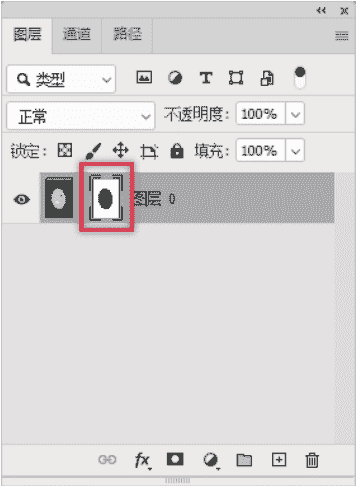 图层 通道 路径
类型
正常 不透明度: 100%
锁定: 填充: 100%
图层 0
fx